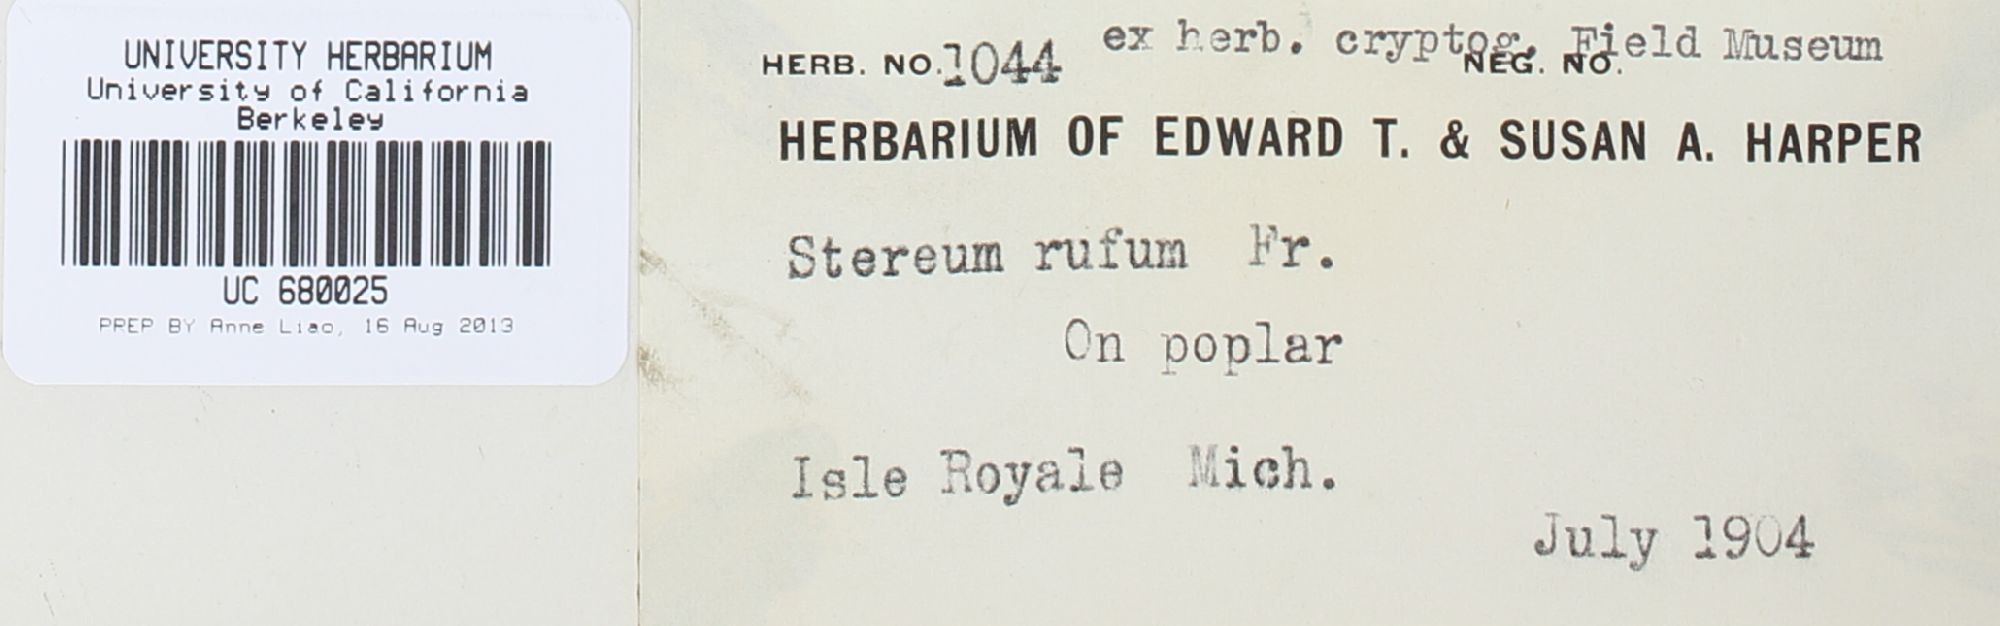 UNIVERSITY HERBARIUM
University of California
Berkeley
UC 680025
PREP BY Anne Liao, 16 Aug 2013
ex herb. cryptog. Field Museum
HERB. NO. 1044 NEG. NO.
HERBARIUM OF EDWARD T. & SUSAN A. HARPER
Stereum rufum Fr.
On poplar
Isle Royale Mich.
July 1904